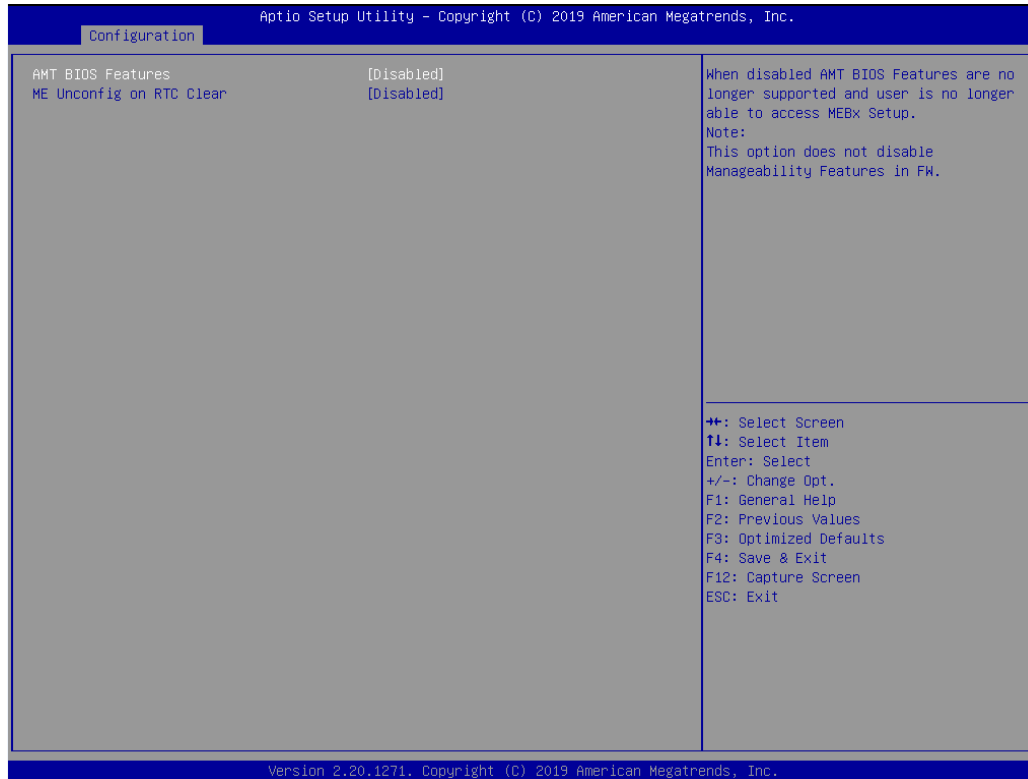 Aptio Setup Utility – Copyright (C) 2019 American Megatrends, Inc.
Configuration
AMT BIOS Features [Disabled]
ME Unconfig on RTC Clear [Disabled]
When disabled AMT BIOS Features are no
longer supported and user is no longer
able to access MEBx Setup.
Note:
This option does not disable
Manageability Features in FW.
→←: Select Screen
↑↓: Select Item
Enter: Select
+/-: Change Opt.
F1: General Help
F2: Previous Values
F3: Optimized Defaults
F4: Save & Exit
F12: Capture Screen
ESC: Exit
Version 2.20.1271. Copyright (C) 2019 American Megatrends, Inc.